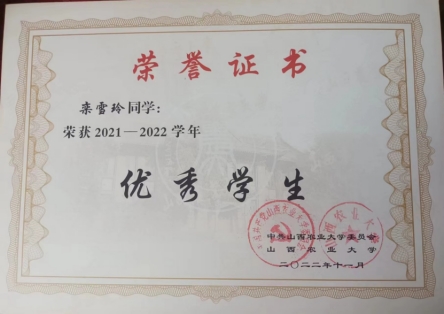 荣誉证书
栾雪玲同学：
荣获2021—2022学年
优秀学生
中共山西农业大学委员会
山西农业大学
二〇二二年十一月